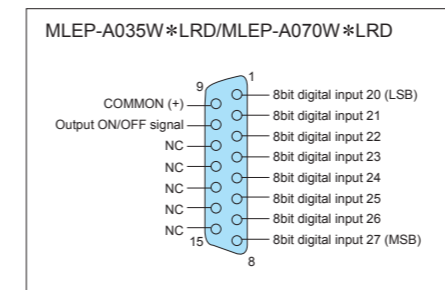 MLEP-A035W*LRD/MLEP-A070W*LRD
9
1
COMMON (+)
Output ON/OFF signal
NC
NC
NC
NC
NC
15
8bit digital input 20 (LSB)
8bit digital input 21
8bit digital input 22
8bit digital input 23
8bit digital input 24
8bit digital input 25
8bit digital input 26
8bit digital input 27 (MSB)
8